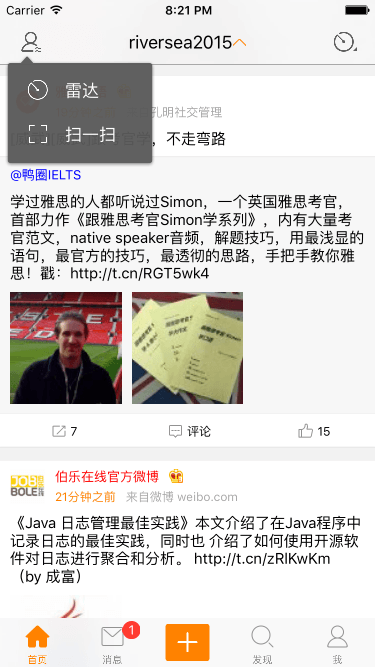 Carrier
8:21 PM
riversea2015
雷达
扫一扫
孔明社交管理
官学，不走弯路
@鸭圈IELTS
学过雅思的人都听说过Simon，一个英国雅思考官，
首部力作《跟雅思考官Simon学系列》，内有大量考
官范文，native speaker音频，解题技巧，用最浅显的
语句，最官方的技巧，最透彻的思路，手把手教你雅
思！戳：http://t.cn/RGT5wk4
7
评论
15
JOB
BOLE
伯乐在线官方微博
21分钟之前 来自微博 weibo.com
《Java 日志管理最佳实践》本文介绍了在Java程序中
记录日志的最佳实践，同时也 介绍了如何使用开源软
件对日志进行聚合和分析。 http://t.cn/zRlKwKm
（by 成富）
首页
消息
1
发现
我